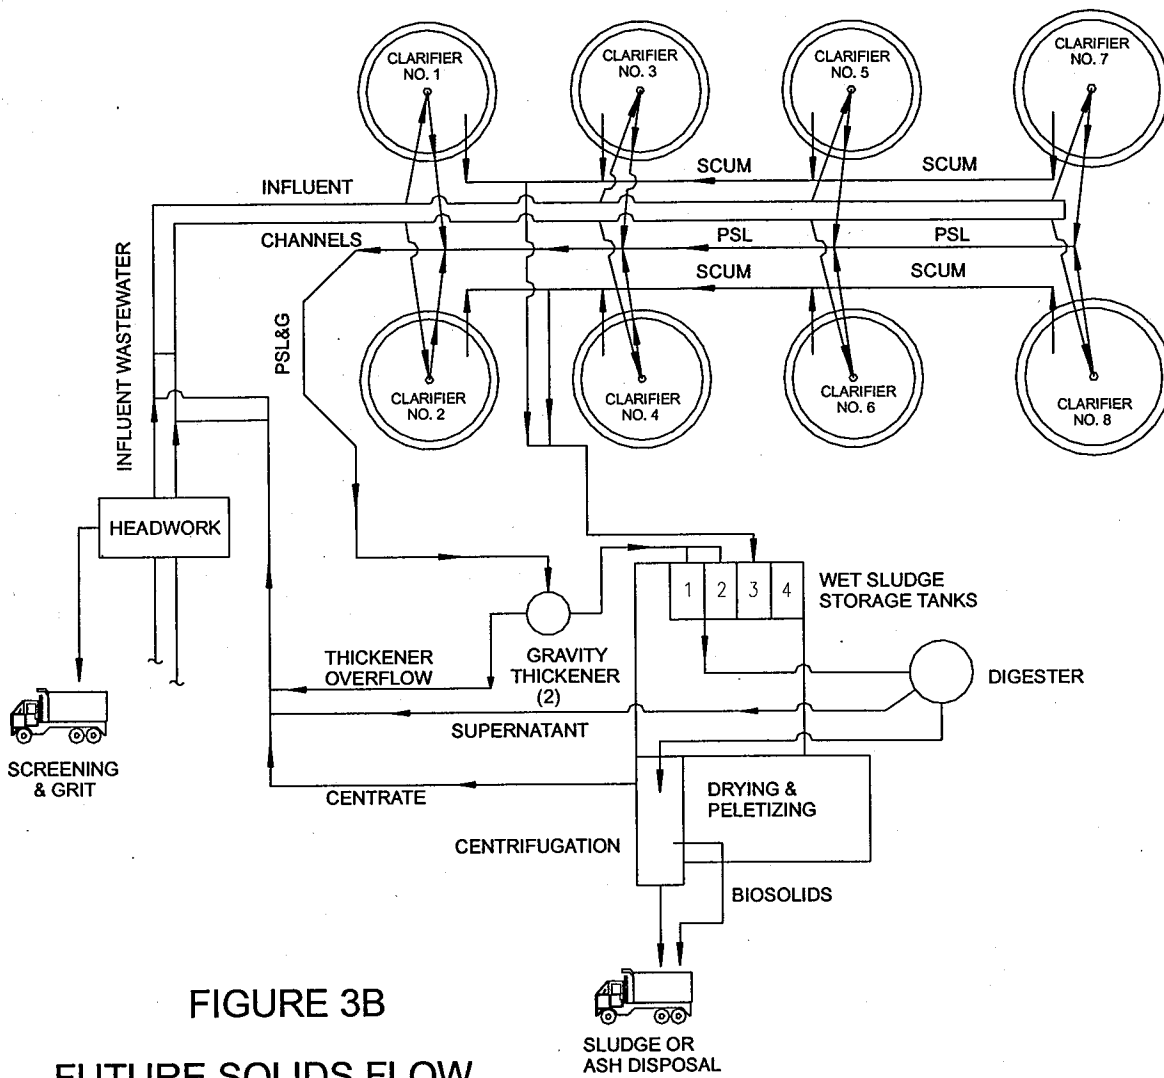 CLARIFIER
NO. 1
CLARIFIER
NO. 3
CLARIFIER
NO. 5
CLARIFIER
NO. 7
SCUM
SCUM
INFLUENT
CHANNELS
PSL
PSL
SCUM
SCUM
INFLUENT WASTEWATER
PSL&G
CLARIFIER
NO. 2
CLARIFIER
NO. 4
CLARIFIER
NO. 6
CLARIFIER
NO. 8
HEADWORK
1
2
3
4
WET SLUDGE
STORAGE TANKS
THICKENER
OVERFLOW
GRAVITY
THICKENER
(2)
DIGESTER
SUPERNATANT
SCREENING
& GRIT
CENTRATE
DRYING &
PELETIZING
CENTRIFUGATION
BIOSOLIDS
FIGURE 3B
SLUDGE OR
ASH DISPOSAL
FUTURE SOLIDS FLOW